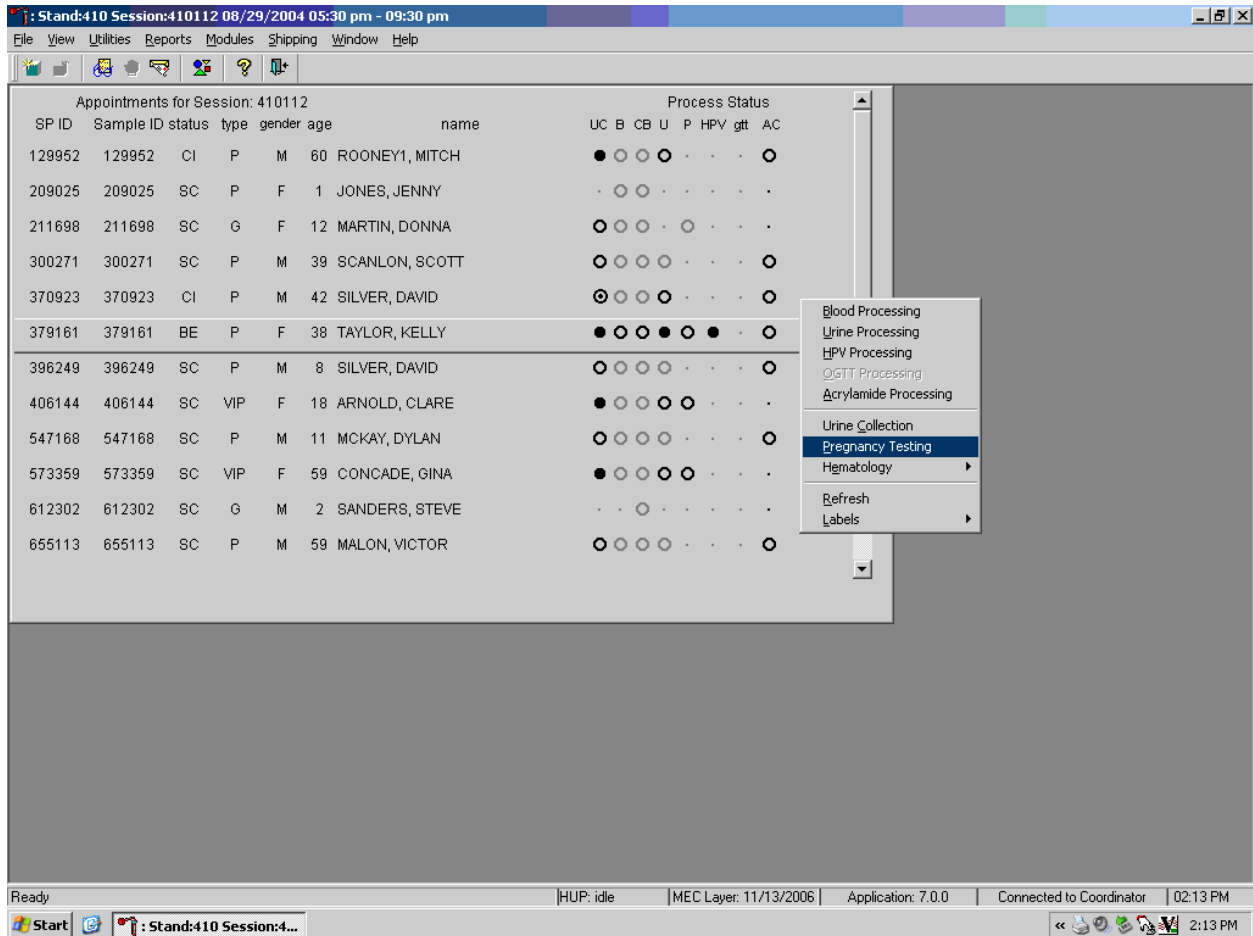 : Stand:410 Session:410112 08/29/2004 05:30 pm - 09:30 pm
File View Utilities Reports Modules Shipping Window Help
Appointments for Session: 410112 Process Status
SP ID Sample ID status type gender age name UC B CB U P HPV gtt AC
129952 129952 CI P M 60 ROONEY1, MITCH
209025 209025 SC P F 1 JONES, JENNY
211698 211698 SC G F 12 MARTIN, DONNA
300271 300271 SC P M 39 SCANLON, SCOTT
370923 370923 CI P M 42 SILVER, DAVID
379161 379161 BE P F 38 TAYLOR, KELLY
396249 396249 SC P M 8 SILVER, DAVID
406144 406144 SC VIP F 18 ARNOLD, CLARE
547168 547168 SC P M 11 MCKAY, DYLAN
573359 573359 SC VIP F 59 CONCADE, GINA
612302 612302 SC G M 2 SANDERS, STEVE
655113 655113 SC P M 59 MALON, VICTOR
Blood Processing
Urine Processing
HPV Processing
OGTT Processing
Acrylamide Processing
Urine Collection
Pregnancy Testing
Hematology
Refresh
Labels
Ready HUP: idle MEC Layer: 11/13/2006 Application: 7.0.0 Connected to Coordinator 02:13 PM
Start : Stand:410 Session:4... « 2:13 PM